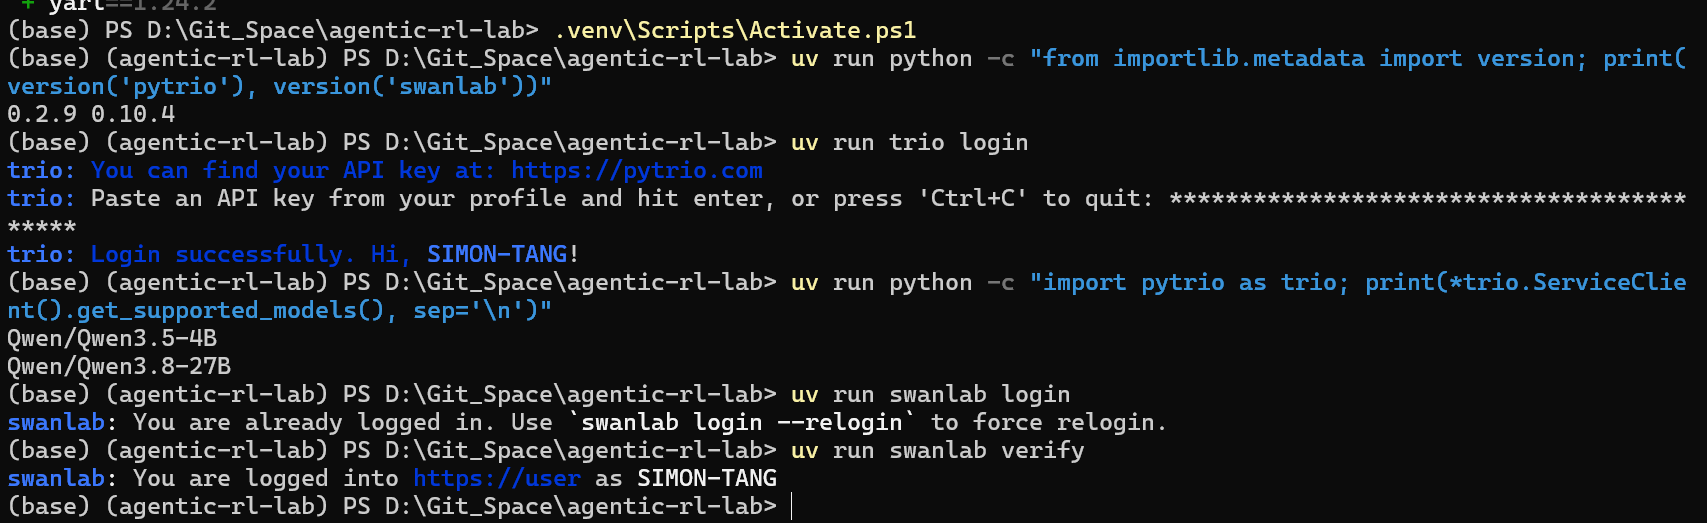 + yarl==1.24.2
(base) PS D:\Git_Space\agentic-rl-lab> .venv\Scripts\Activate.ps1
(base) (agentic-rl-lab) PS D:\Git_Space\agentic-rl-lab> uv run python -c "from importlib.metadata import version; print(
version('pytrio'), version('swanlab'))"
0.2.9 0.10.4
(base) (agentic-rl-lab) PS D:\Git_Space\agentic-rl-lab> uv run trio login
trio: You can find your API key at: https://pytrio.com
trio: Paste an API key from your profile and hit enter, or press 'Ctrl+C' to quit: *************************************
*****
trio: Login successfully. Hi, SIMON-TANG!
(base) (agentic-rl-lab) PS D:\Git_Space\agentic-rl-lab> uv run python -c "import pytrio as trio; print(*trio.ServiceClie
nt().get_supported_models(), sep='\n')"
Qwen/Qwen3.5-4B
Qwen/Qwen3.8-27B
(base) (agentic-rl-lab) PS D:\Git_Space\agentic-rl-lab> uv run swanlab login
swanlab: You are already logged in. Use `swanlab login --relogin` to force relogin.
(base) (agentic-rl-lab) PS D:\Git_Space\agentic-rl-lab> uv run swanlab verify
swanlab: You are logged into https://user as SIMON-TANG
(base) (agentic-rl-lab) PS D:\Git_Space\agentic-rl-lab>